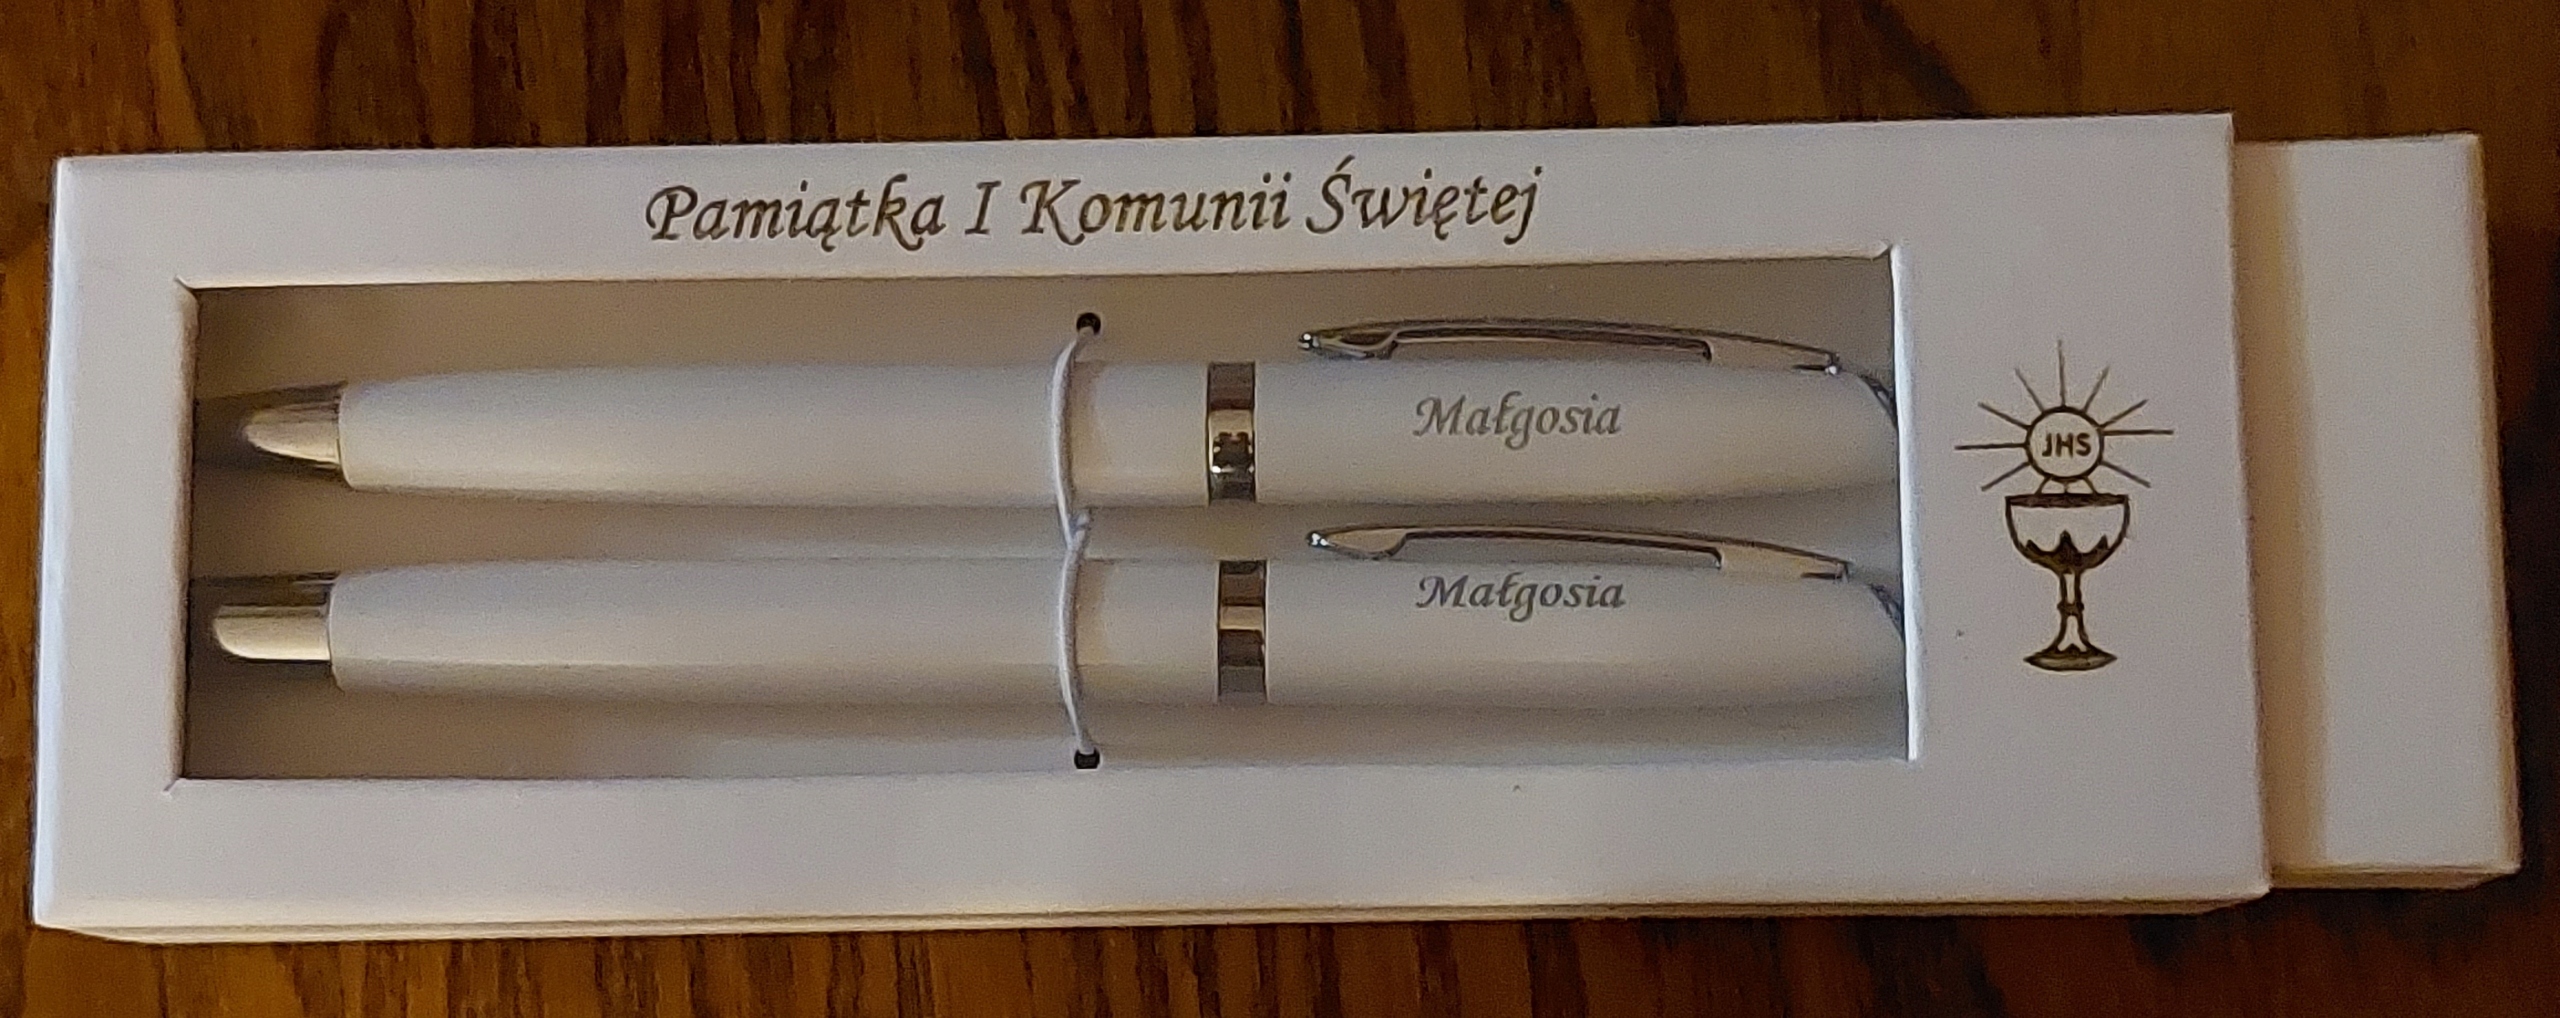 Pamiątka I Komunii Świętej
Małgosia
JHS
Małgosia